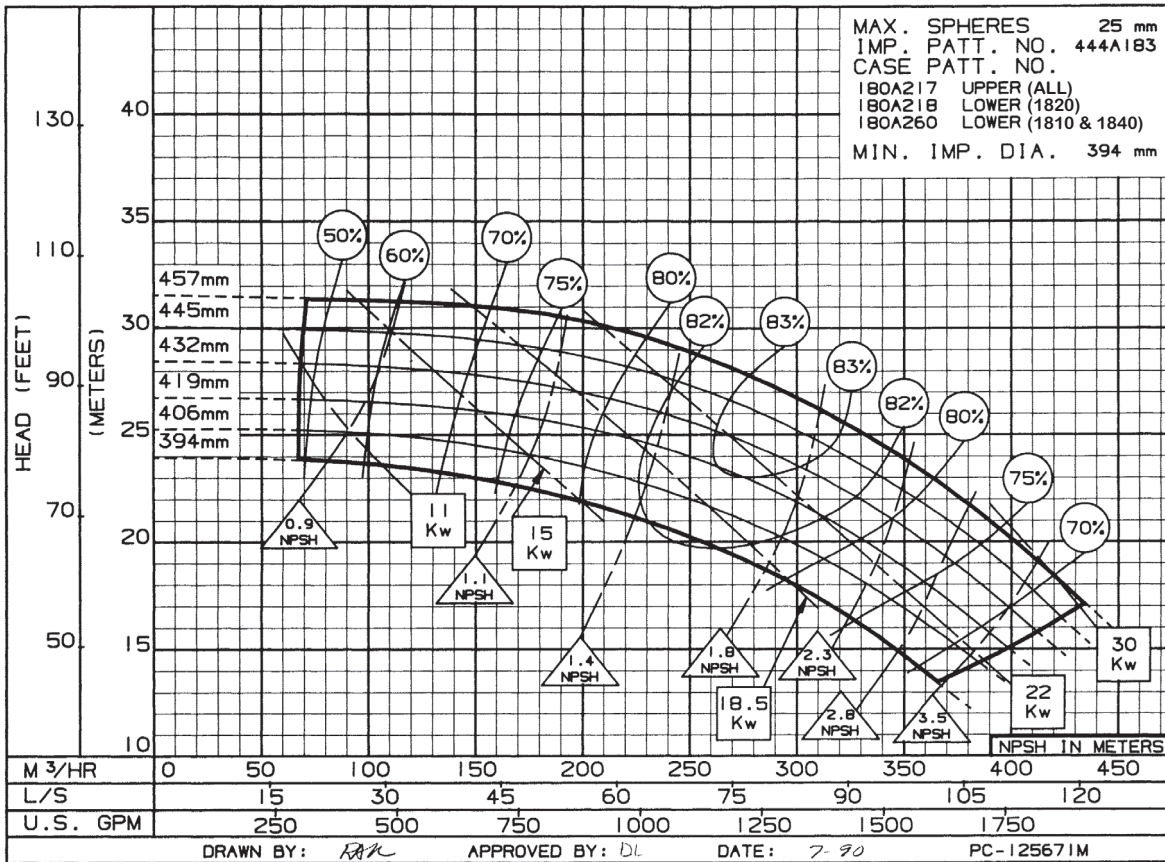 MAX. SPHERES 25 mm
IMP. PATT. NO. 444A183
CASE PATT. NO.
180A217 UPPER (ALL)
180A218 LOWER (1820)
180A260 LOWER (1810 & 1840)
MIN. IMP. DIA. 394 mm
HEAD (FEET)
130
110
90
70
50
(METERS)
40
35
30
25
20
15
10
457mm
445mm
432mm
419mm
406mm
394mm
50%
60%
70%
75%
80%
82%
83%
83%
82%
80%
75%
70%
0.9
NPSH
11
Kw
1.1
NPSH
15
Kw
1.4
NPSH
1.8
NPSH
18.5
Kw
2.3
NPSH
2.8
NPSH
3.5
NPSH
22
Kw
30
Kw
NPSH IN METERS
M³/HR 0 50 100 150 200 250 300 350 400 450
L/S 15 30 45 60 75 90 105 120
U.S. GPM 250 500 750 1000 1250 1500 1750
DRAWN BY: APPROVED BY: DL DATE: 7-90 PC-125671M